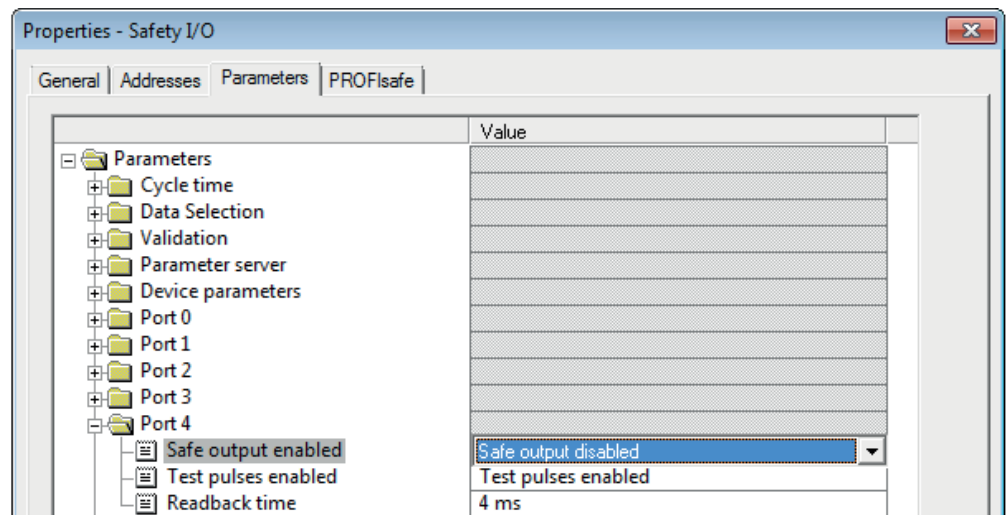 Properties - Safety I/O
General Addresses Parameters PROFIsafe
Value
Parameters
Cycle time
Data Selection
Validation
Parameter server
Device parameters
Port 0
Port 1
Port 2
Port 3
Port 4
Safe output enabled Safe output disabled
Test pulses enabled Test pulses enabled
Readback time 4 ms